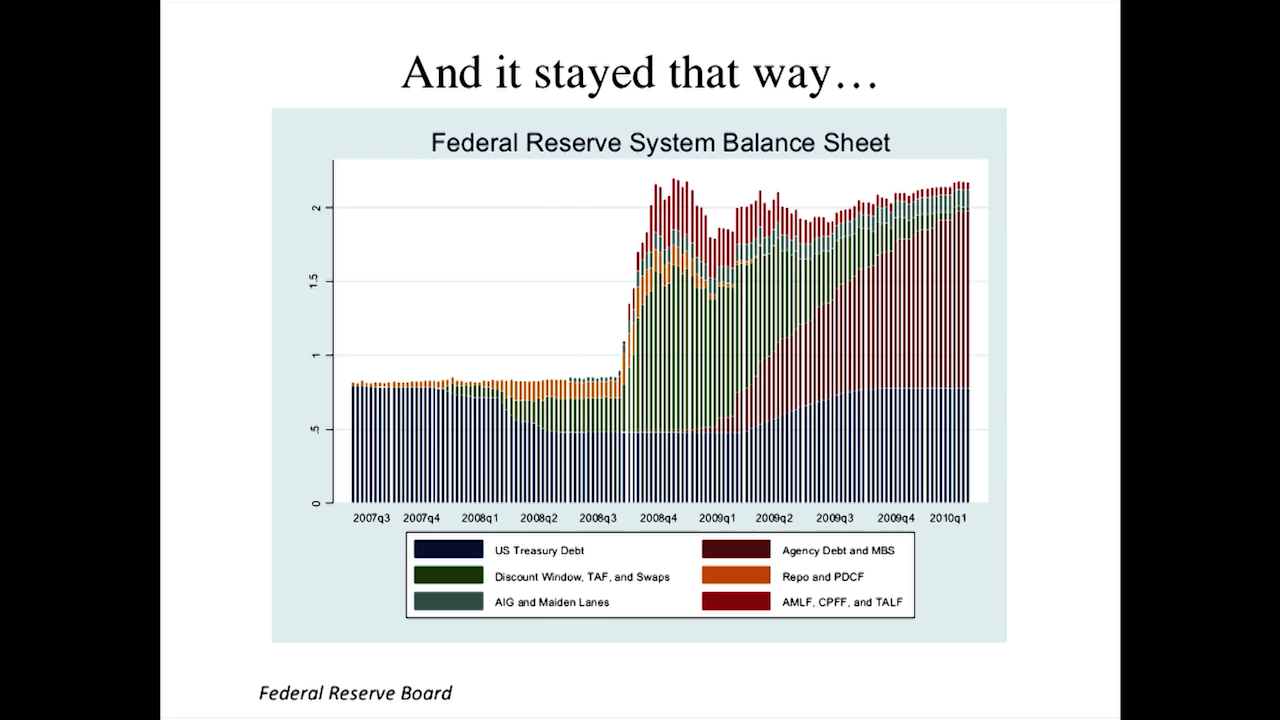 And it stayed that way…
Federal Reserve System Balance Sheet
2
1.5
1
.5
0
2007q3 2007q4 2008q1 2008q2 2008q3 2008q4 2009q1 2009q2 2009q3 2009q4 2010q1
US Treasury Debt Agency Debt and MBS
Discount Window, TAF, and Swaps Repo and PDCF
AIG and Maiden Lanes AMLF, CPFF, and TALF
Federal Reserve Board